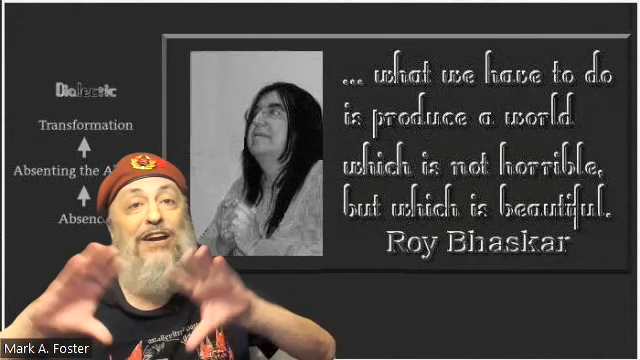 Dialectic
Transformation
Absenting the A
Absenc
... what we have to do
is produce a world
which is not horrible,
but which is beautiful.
Roy Bhaskar
Mark A. Foster